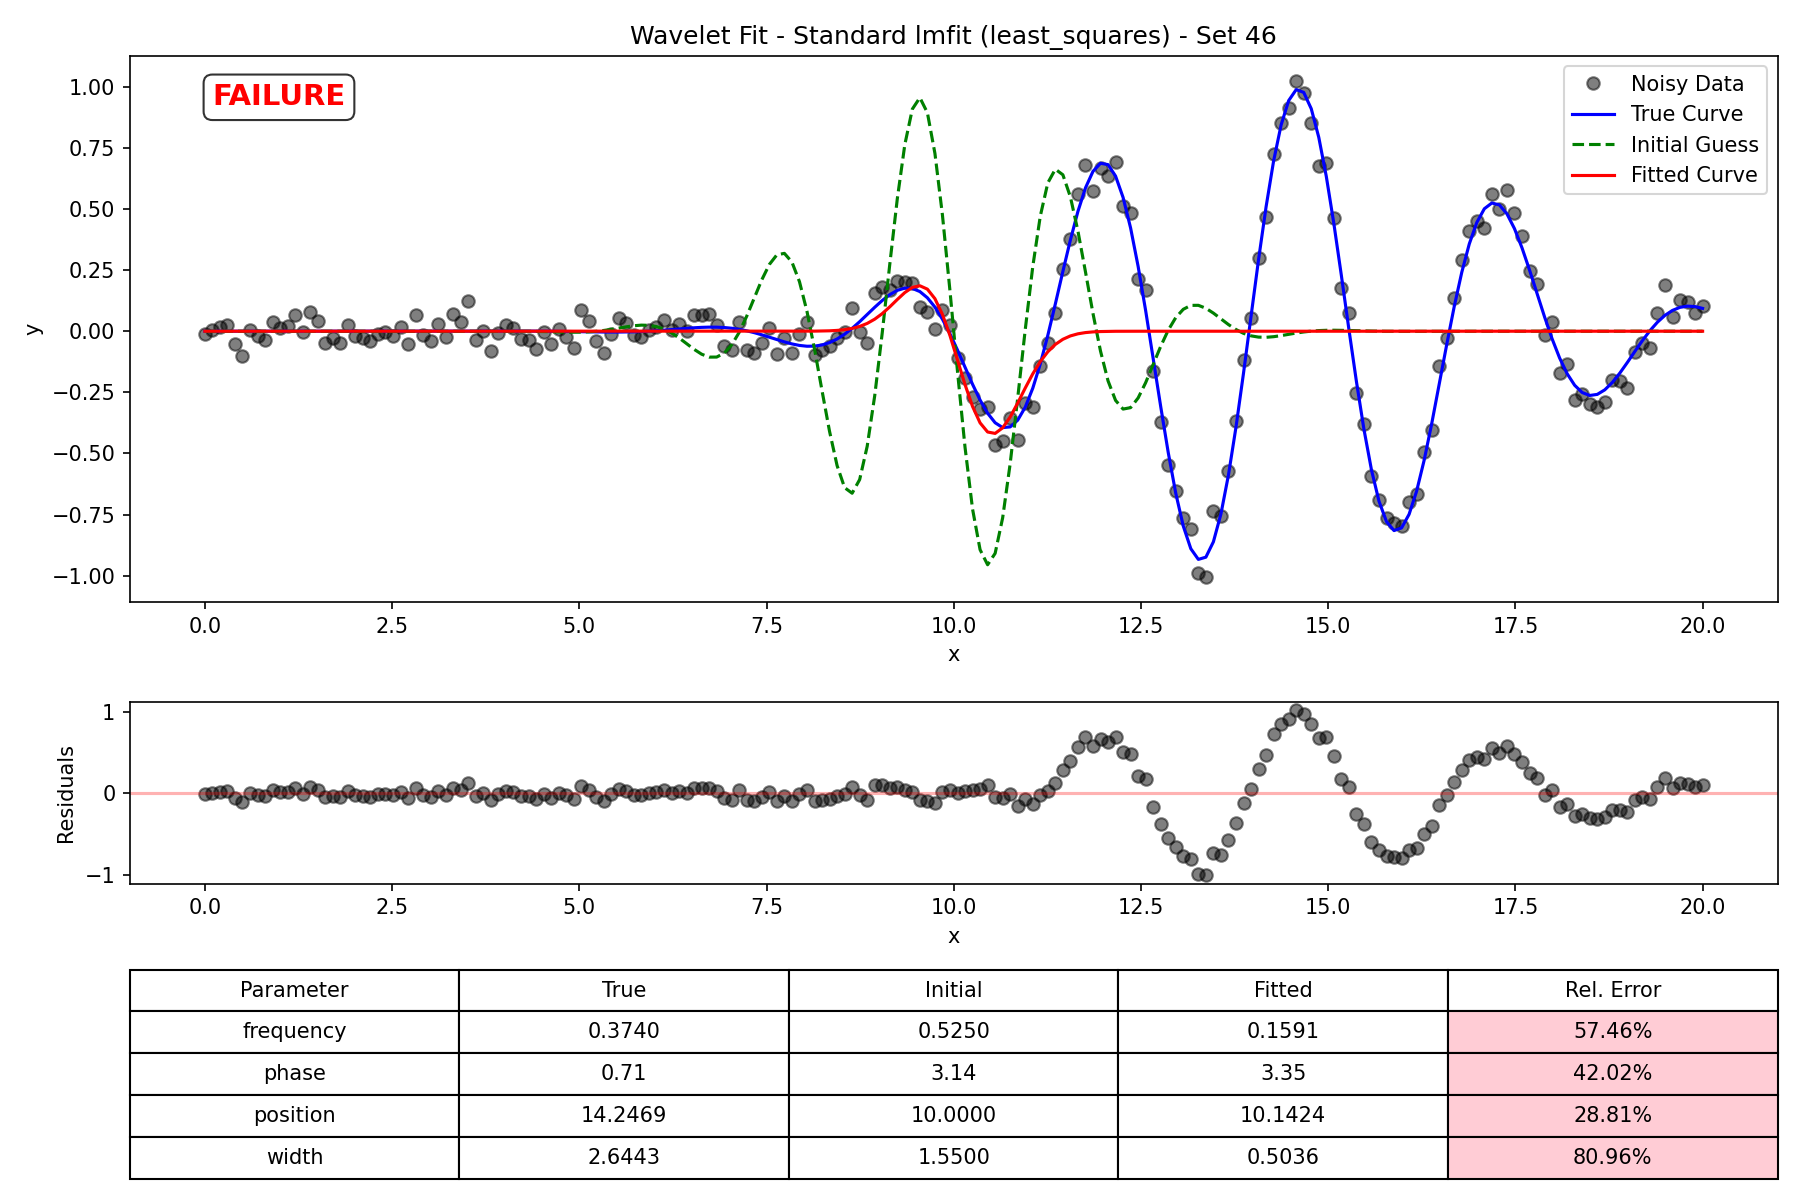 Wavelet Fit - Standard lmfit (least_squares) - Set 46
FAILURE
Noisy Data
True Curve
Initial Guess
Fitted Curve
1.00
0.75
0.50
0.25
0.00
−0.25
−0.50
−0.75
−1.00
y
0.0 2.5 5.0 7.5 10.0 12.5 15.0 17.5 20.0
x
1
0
−1
Residuals
0.0 2.5 5.0 7.5 10.0 12.5 15.0 17.5 20.0
x
Parameter True Initial Fitted Rel. Error
frequency 0.3740 0.5250 0.1591 57.46%
phase 0.71 3.14 3.35 42.02%
position 14.2469 10.0000 10.1424 28.81%
width 2.6443 1.5500 0.5036 80.96%